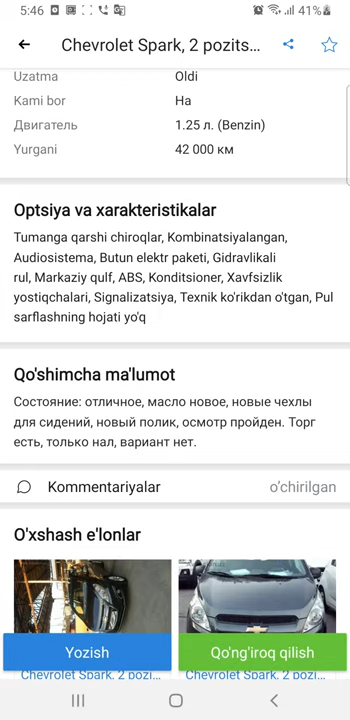 5:46
41%
Chevrolet Spark, 2 pozits...
Uzatma Oldi
Kami bor Ha
Двигатель 1.25 л. (Benzin)
Yurgani 42 000 км
Optsiya va xarakteristikalar
Tumanga qarshi chiroqlar, Kombinatsiyalangan,
Audiosistema, Butun elektr paketi, Gidravlikali
rul, Markaziy qulf, ABS, Konditsioner, Xavfsizlik
yostiqchalari, Signalizatsiya, Texnik ko'rikdan o'tgan, Pul
sarflashning hojati yo'q
Qo'shimcha ma'lumot
Состояние: отличное, масло новое, новые чехлы
для сидений, новый полик, осмотр пройден. Торг
есть, только нал, вариант нет.
Kommentariyalar o'chirilgan
O'xshash e'lonlar
Yozish Qo'ng'iroq qilish
Chevrolet Spark, 2 pozi... Chevrolet Spark, 2 pozi...